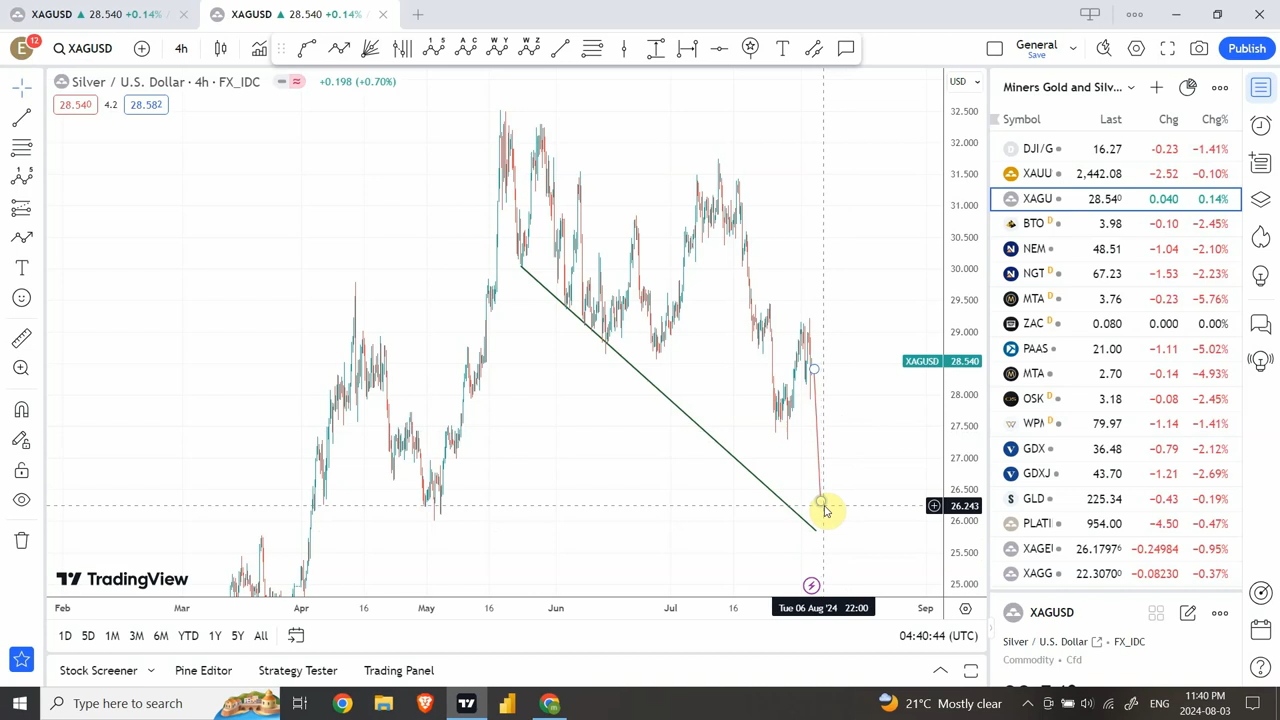 XAGUSD ▲ 28.540 +0.14%
XAGUSD ▲ 28.540 +0.14%
E 12 XAGUSD 4h General Save Publish
Silver / U.S. Dollar · 4h · FX_IDC +0.198 (+0.70%)
USD
28.540 4.2 28.582
32.500
32.000
31.500
31.000
30.500
30.000
29.500
29.000
XAGUSD 28.540
28.000
27.500
27.000
26.500
26.243
26.000
25.500
25.000
TradingView
Feb Mar Apr 16 May 16 Jun Jul 16 Tue 06 Aug '24 22:00 Sep
1D 5D 1M 3M 6M YTD 1Y 5Y All 04:40:44 (UTC)
Stock Screener Pine Editor Strategy Tester Trading Panel
Miners Gold and Silv...
Symbol Last Chg Chg%
DJI/G 16.27 −0.23 −1.41%
XAUU 2,442.08 −2.52 −0.10%
XAGU 28.540 0.040 0.14%
BTO D 3.98 −0.10 −2.45%
NEM 48.51 −1.04 −2.10%
NGT D 67.23 −1.53 −2.23%
MTA D 3.76 −0.23 −5.76%
ZAC D 0.080 0.000 0.00%
PAAS 21.00 −1.11 −5.02%
MTA 2.70 −0.14 −4.93%
OSK D 3.18 −0.08 −2.45%
WPM D 79.97 −1.14 −1.41%
GDX 36.48 −0.79 −2.12%
GDXJ 43.70 −1.21 −2.69%
GLD 225.34 −0.43 −0.19%
PLATI 954.00 −4.50 −0.47%
XAGEU 26.17976 −0.24984 −0.95%
XAGG 22.30700 −0.08230 −0.37%
XAGUSD
Silver / U.S. Dollar FX_IDC
Commodity • Cfd
Type here to search
21°C Mostly clear ENG 11:40 PM
2024-08-03